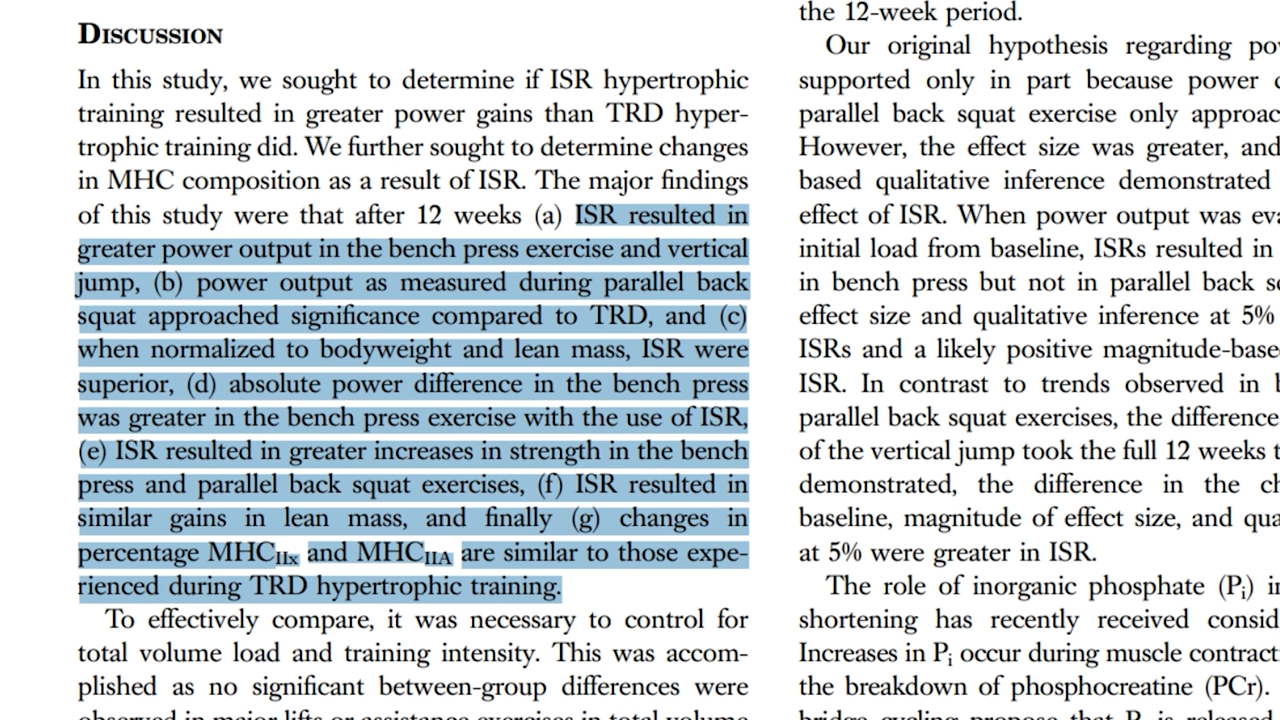 DISCUSSION
In this study, we sought to determine if ISR hypertrophic
training resulted in greater power gains than TRD hyper-
trophic training did. We further sought to determine changes
in MHC composition as a result of ISR. The major findings
of this study were that after 12 weeks (a) ISR resulted in
greater power output in the bench press exercise and vertical
jump, (b) power output as measured during parallel back
squat approached significance compared to TRD, and (c)
when normalized to bodyweight and lean mass, ISR were
superior, (d) absolute power difference in the bench press
was greater in the bench press exercise with the use of ISR,
(e) ISR resulted in greater increases in strength in the bench
press and parallel back squat exercises, (f) ISR resulted in
similar gains in lean mass, and finally (g) changes in
percentage MHCIIx and MHCIIA are similar to those expe-
rienced during TRD hypertrophic training.
To effectively compare, it was necessary to control for
total volume load and training intensity. This was accom-
plished as no significant between-group differences were
observed in major lifts or assistance exercises in total volume
the 12-week period.
Our original hypothesis regarding
supported only in part because power
parallel back squat exercise only
However, the effect size was greater, and
based qualitative inference demonstrated
effect of ISR. When power output was
initial load from baseline, ISRs resulted in
in bench press but not in parallel back
effect size and qualitative inference at 5%
ISRs and a likely positive
ISR. In contrast to trends observed in
parallel back squat exercises, the difference
of the vertical jump took the full 12 weeks
demonstrated, the difference in the
baseline, magnitude of effect size, and
at 5% were greater in ISR.
The role of inorganic phosphate (Pi)
shortening has recently received
Increases in Pi occur during muscle
the breakdown of phosphocreatine (PCr).